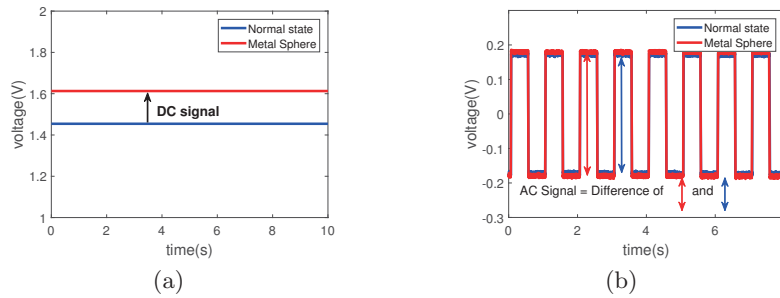 2
1.8
1.6
1.4
1.2
1
voltage(V)
Normal state
Metal Sphere
DC signal
0 2 4 6 8 10
time(s)
(a)
0.2
0.1
0
-0.1
-0.2
-0.3
voltage(V)
Normal state
Metal Sphere
AC Signal = Difference of and
0 2 4 6
time(s)
(b)